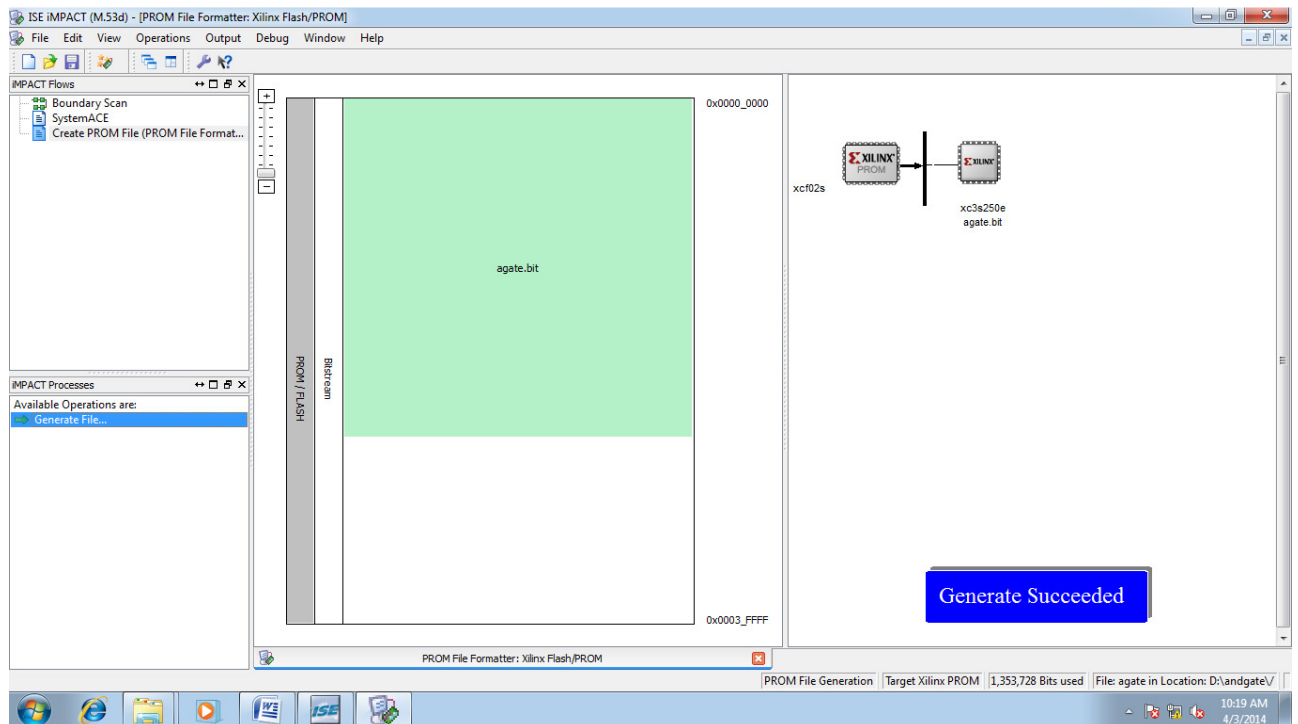 ISE iMPACT (M.53d) - [PROM File Formatter: Xilinx Flash/PROM]
File Edit View Operations Output Debug Window Help
iMPACT Flows
Boundary Scan
SystemACE
Create PROM File (PROM File Format...
iMPACT Processes
Available Operations are:
Generate File...
PROM / FLASH
Bitstream
agate.bit
0x0000_0000
0x0003_FFFF
xcf02s
XILINX
PROM
XILINX
xc3s250e
agate.bit
Generate Succeeded
PROM File Formatter: Xilinx Flash/PROM
PROM File Generation Target Xilinx PROM 1,353,728 Bits used File: agate in Location: D:\andgate\/
W
ISE
10:19 AM
4/3/2014